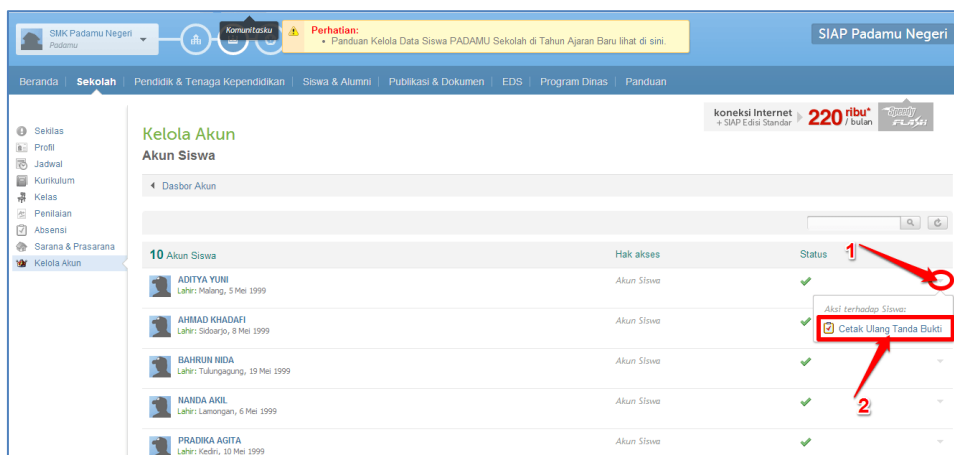 SMK Padamu Negeri
Padamu
Komunitasku
Perhatian:
• Panduan Kelola Data Siswa PADAMU Sekolah di Tahun Ajaran Baru lihat di sini.
SIAP Padamu Negeri
Beranda | Sekolah | Pendidik & Tenaga Kependidikan | Siswa & Alumni | Publikasi & Dokumen | EDS | Program Dinas | Panduan
koneksi Internet
+ SIAP Edisi Standar
220 ribu*
/ bulan
Speedy
FLASH
Sekilas
Profil
Jadwal
Kurikulum
Kelas
Penilaian
Absensi
Sarana & Prasarana
Kelola Akun
Kelola Akun
Akun Siswa
Dasbor Akun
10 Akun Siswa Hak akses Status
1
ADITYA YUNI
Lahir: Malang, 5 Mei 1999
Akun Siswa
Aksi terhadap Siswa:
Cetak Ulang Tanda Bukti
2
AHMAD KHADAFI
Lahir: Sidoarjo, 8 Mei 1999
Akun Siswa
BAHRUN NIDA
Lahir: Tulungagung, 19 Mei 1999
Akun Siswa
NANDA AKIL
Lahir: Lamongan, 6 Mei 1999
Akun Siswa
PRADIKA AGITA
Lahir: Kediri, 10 Mei 1999
Akun Siswa